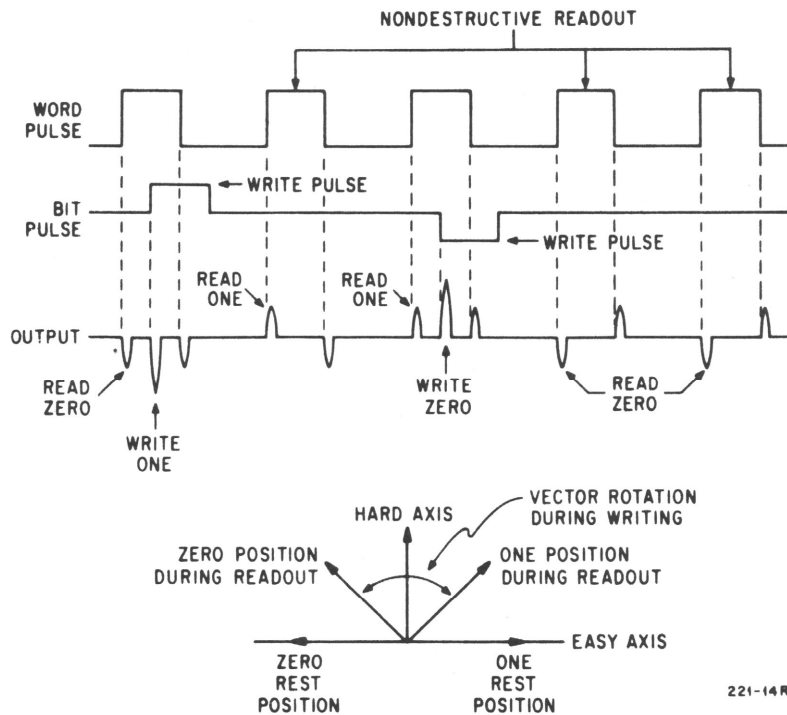 NONDESTRUCTIVE READOUT
WORD
PULSE
WRITE PULSE
BIT
PULSE
WRITE PULSE
READ
ONE
READ
ONE
OUTPUT
READ
ZERO
WRITE
ONE
WRITE
ZERO
READ
ZERO
VECTOR ROTATION
DURING WRITING
HARD AXIS
ZERO POSITION
DURING READOUT
ONE POSITION
DURING READOUT
EASY AXIS
ZERO
REST
POSITION
ONE
REST
POSITION
221-14R